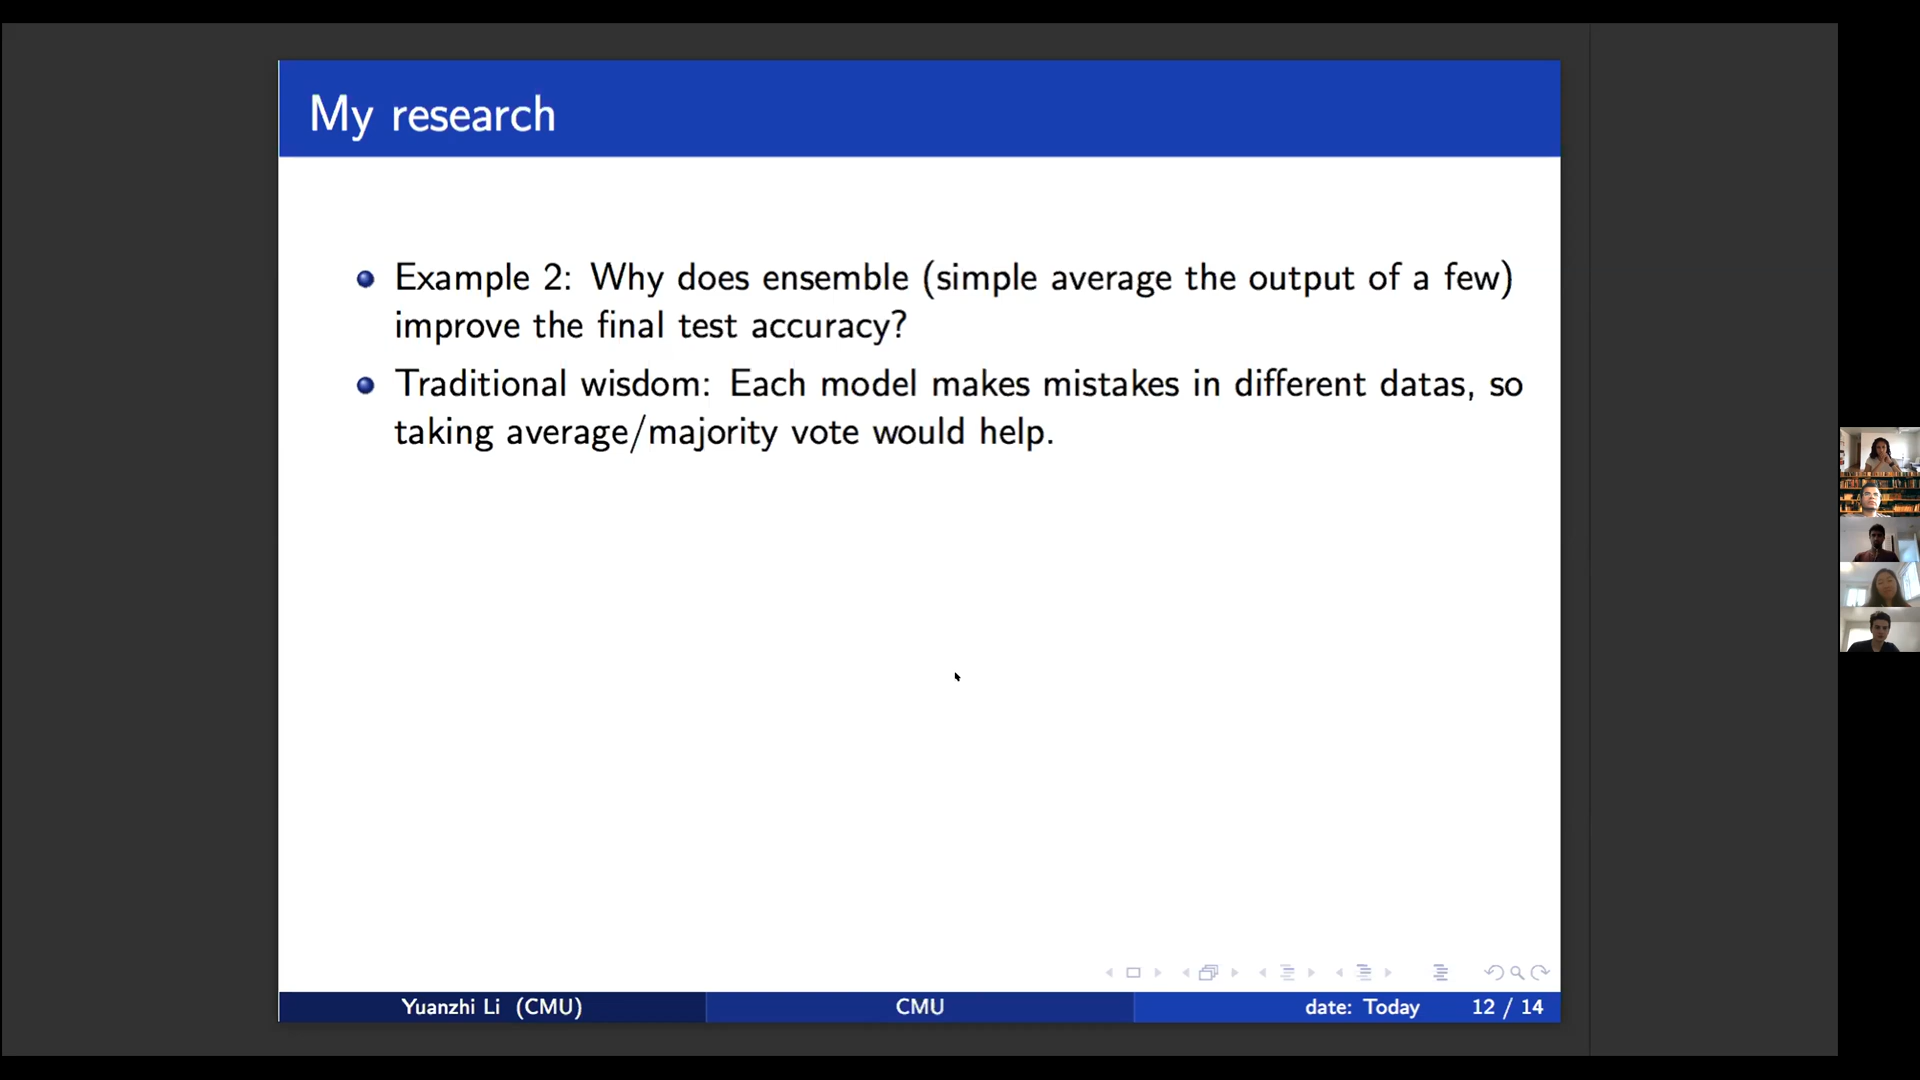 My research
Example 2: Why does ensemble (simple average the output of a few)
improve the final test accuracy?
Traditional wisdom: Each model makes mistakes in different datas, so
taking average/majority vote would help.
Yuanzhi Li (CMU)
CMU
date: Today
12 / 14